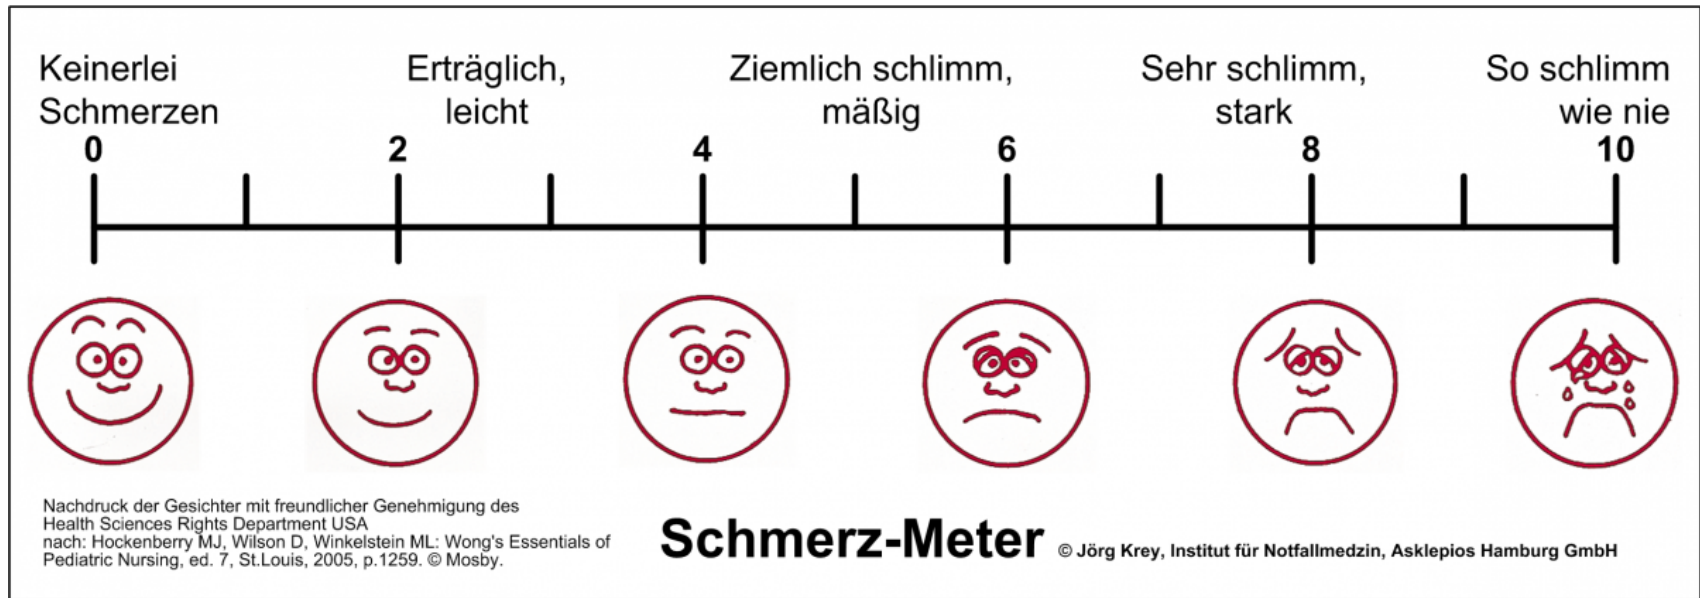 Keinerlei
Schmerzen
Erträglich,
leicht
Ziemlich schlimm,
mäßig
Sehr schlimm,
stark
So schlimm
wie nie
0 2 4 6 8 10
Nachdruck der Gesichter mit freundlicher Genehmigung des
Health Sciences Rights Department USA
nach: Hockenberry MJ, Wilson D, Winkelstein ML: Wong's Essentials of
Pediatric Nursing, ed. 7, St.Louis, 2005, p.1259. © Mosby.
Schmerz-Meter © Jörg Krey, Institut für Notfallmedzin, Asklepios Hamburg GmbH